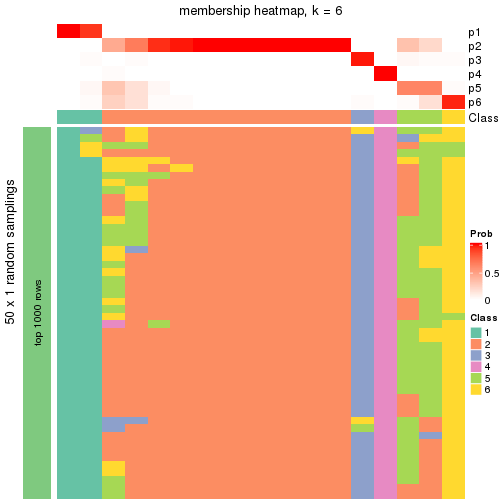 membership heatmap, k = 6
p1
p2
p3
p4
p5
p6
Class
50 x 1 random samplings
top 1000 rows
Prob
1
0.5
0
Class
1
2
3
4
5
6